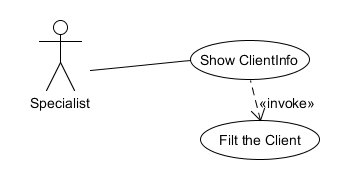 Show ClientInfo
Specialist
«invoke»
Filt the Client